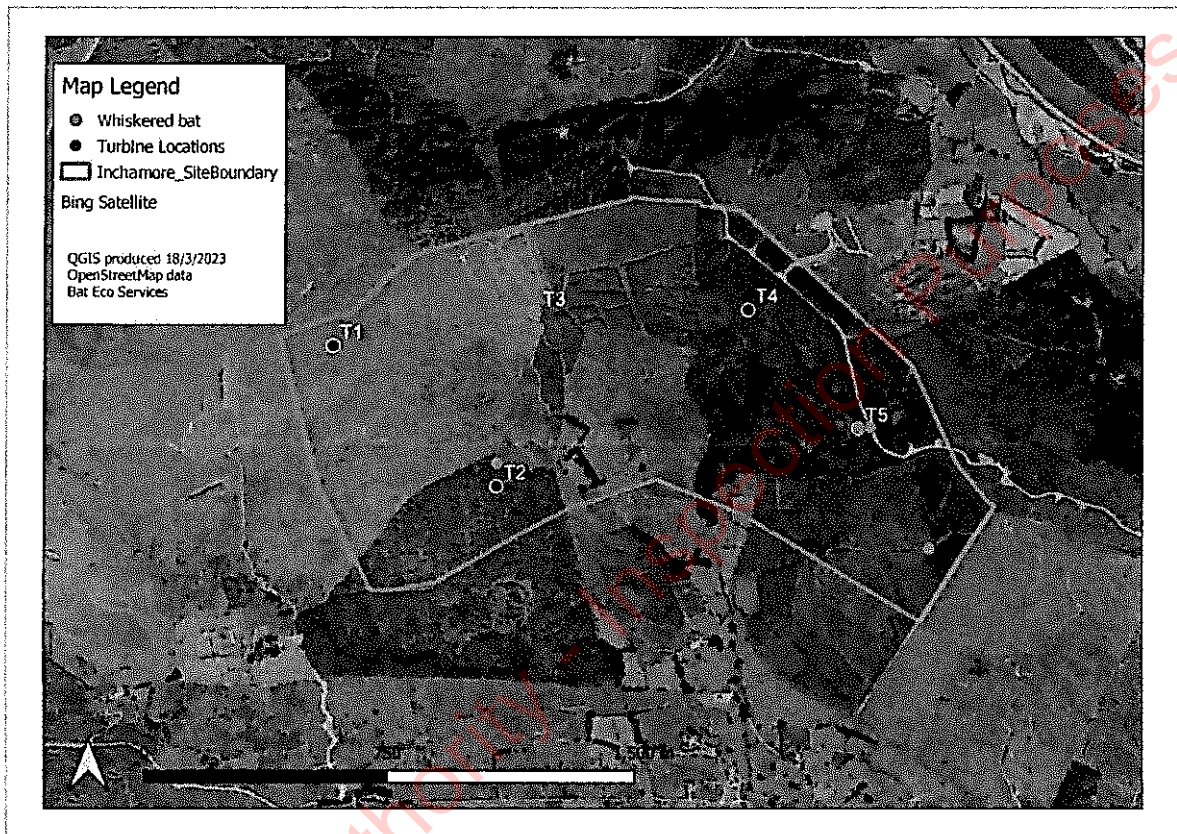 Map Legend
Whiskered bat
Turbine Locations
Inchamore_SiteBoundary
Bing Satellite
QGIS produced 18/3/2023
OpenStreetMap data
Bat Eco Services
T1
T3
T4
T5
T2
Inspection Purposes